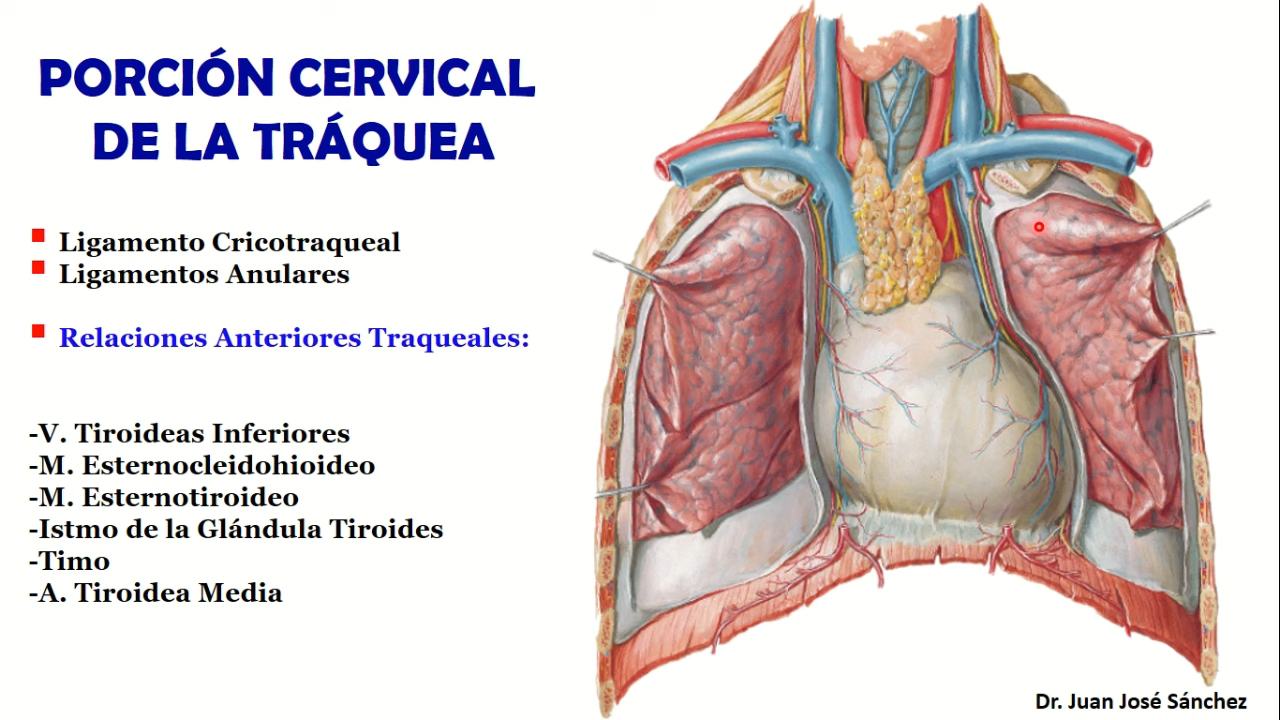 PORCIÓN CERVICAL
DE LA TRÁQUEA
Ligamento Cricotraqueal
Ligamentos Anulares
Relaciones Anteriores Traqueales:
-V. Tiroideas Inferiores
-M. Esternocleidohioideo
-M. Esternotiroideo
-Istmo de la Glándula Tiroides
-Timo
-A. Tiroidea Media
Dr. Juan José Sánchez